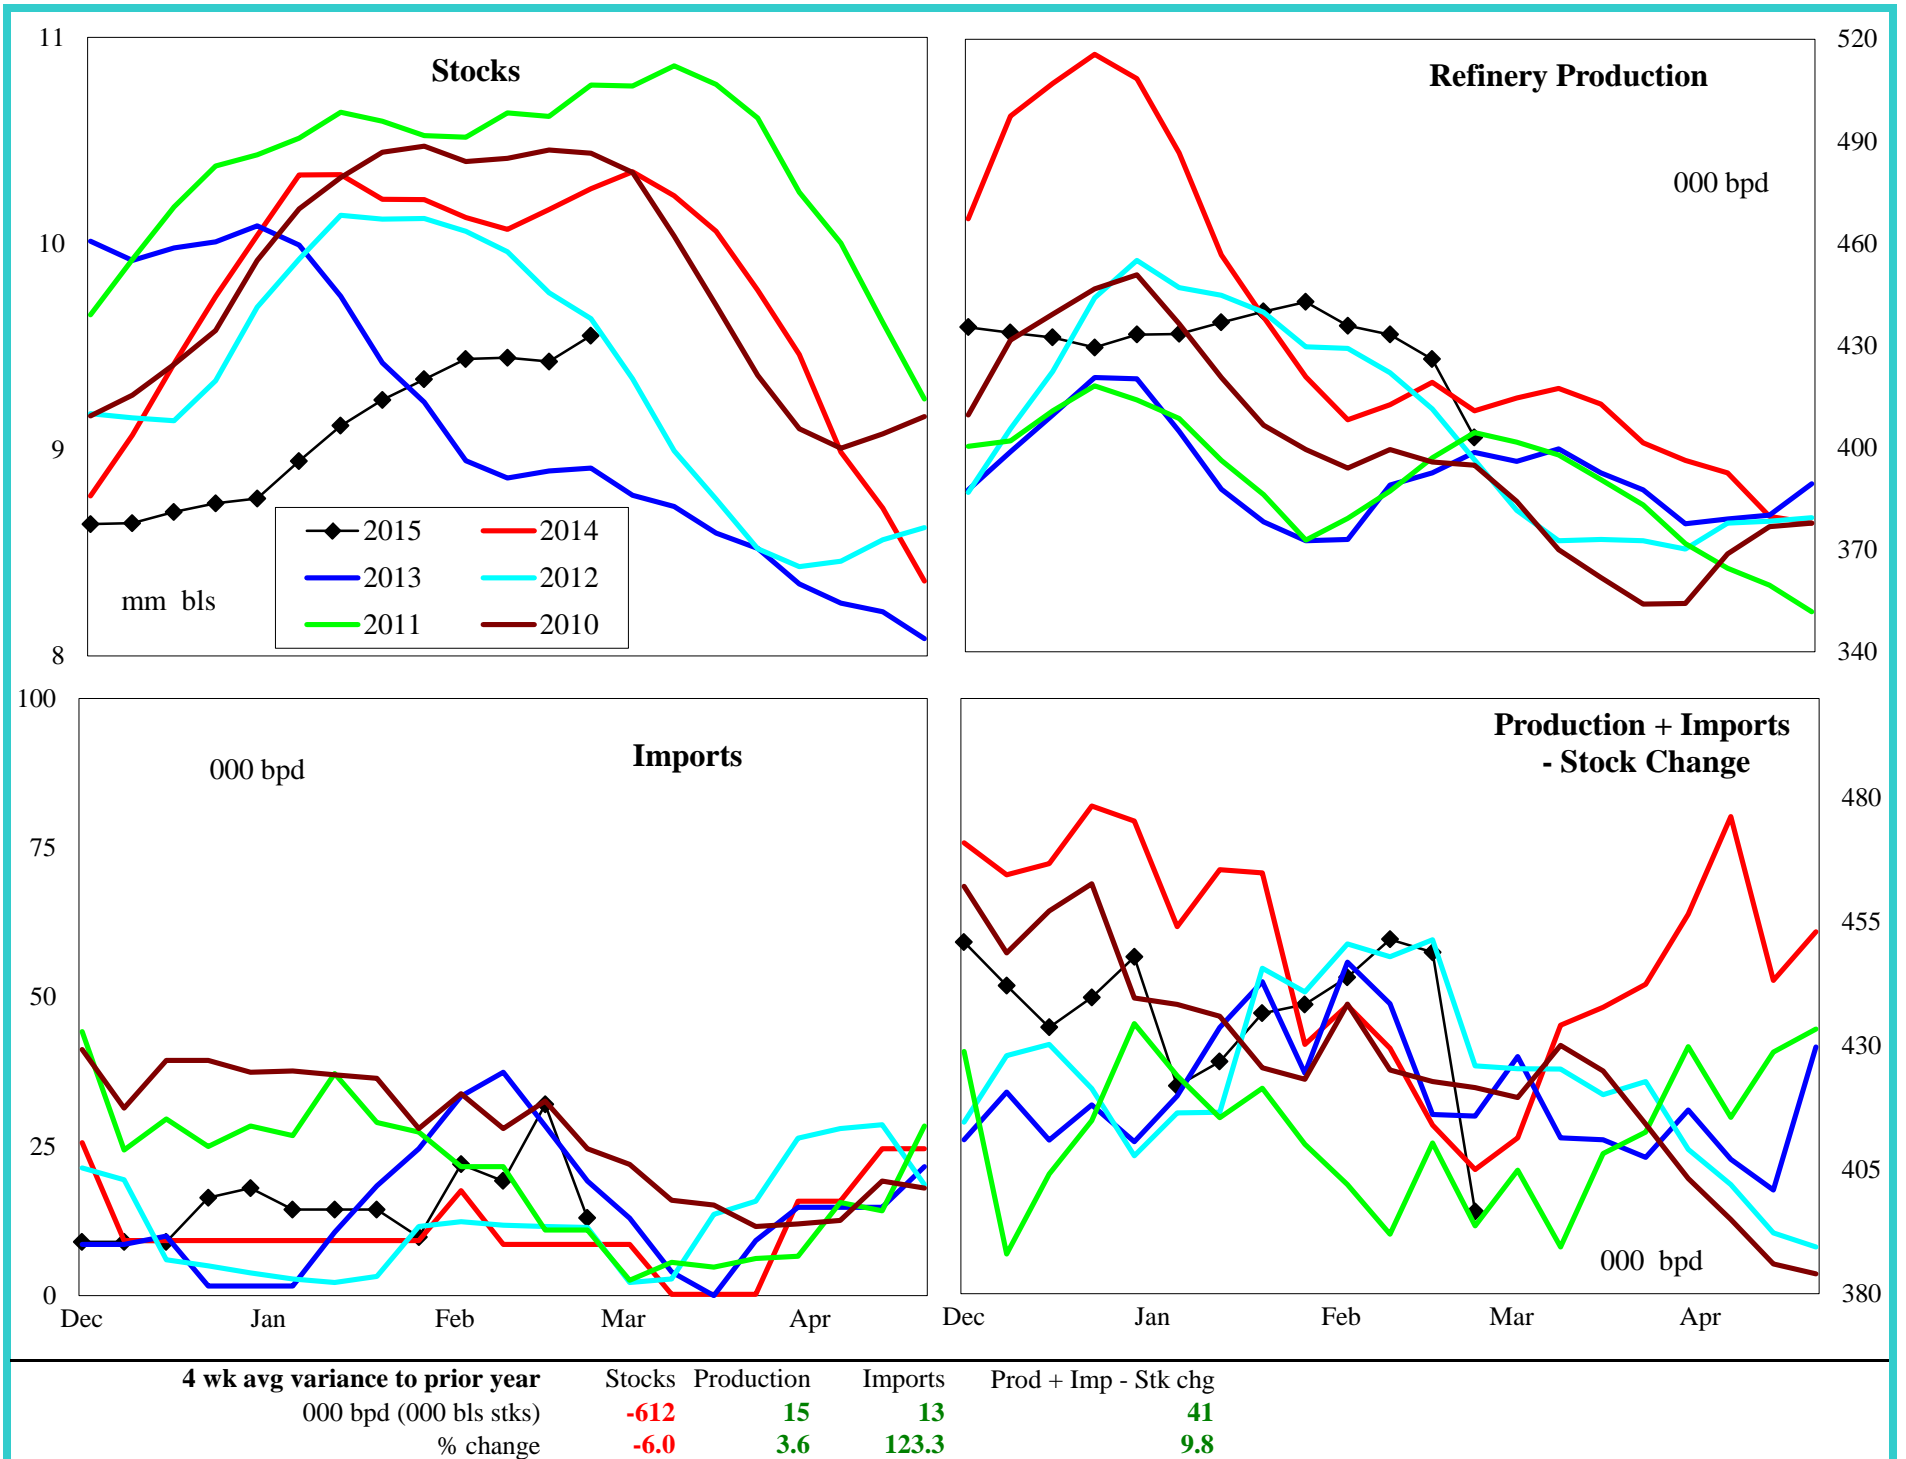 Stocks
11
10
9
8
mm bls
2015
2014
2013
2012
2011
2010
Refinery Production
000 bpd
520
490
460
430
400
370
340
Imports
000 bpd
100
75
50
25
0
Dec Jan Feb Mar Apr
Production + Imports
- Stock Change
480
455
430
405
380
000 bpd
Dec Jan Feb Mar Apr
4 wk avg variance to prior year Stocks Production Imports Prod + Imp - Stk chg
000 bpd (000 bls stks) -612 15 13 41
% change -6.0 3.6 123.3 9.8